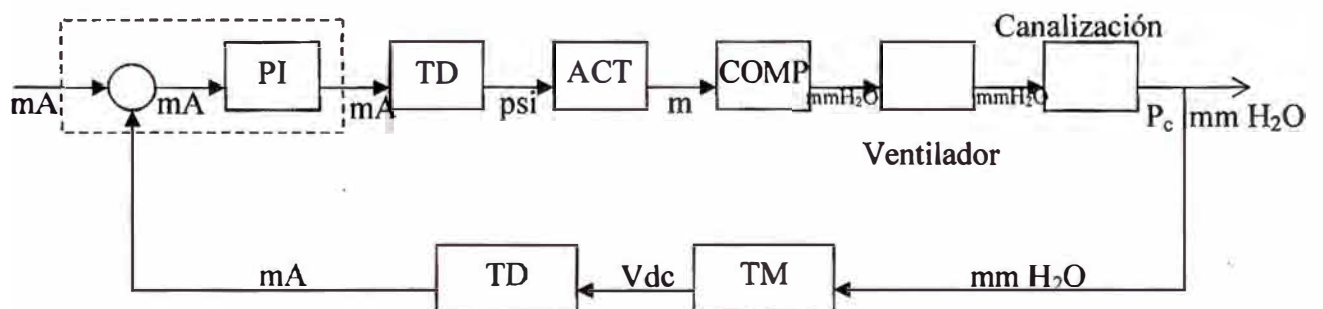 Canalización
PI
TD
ACT
COMP
mA
mA
mA
psi
m
mmH₂O
mmH₂O
P꜀ mm H₂O
Ventilador
mA
TD
Vdc
TM
mm H₂O